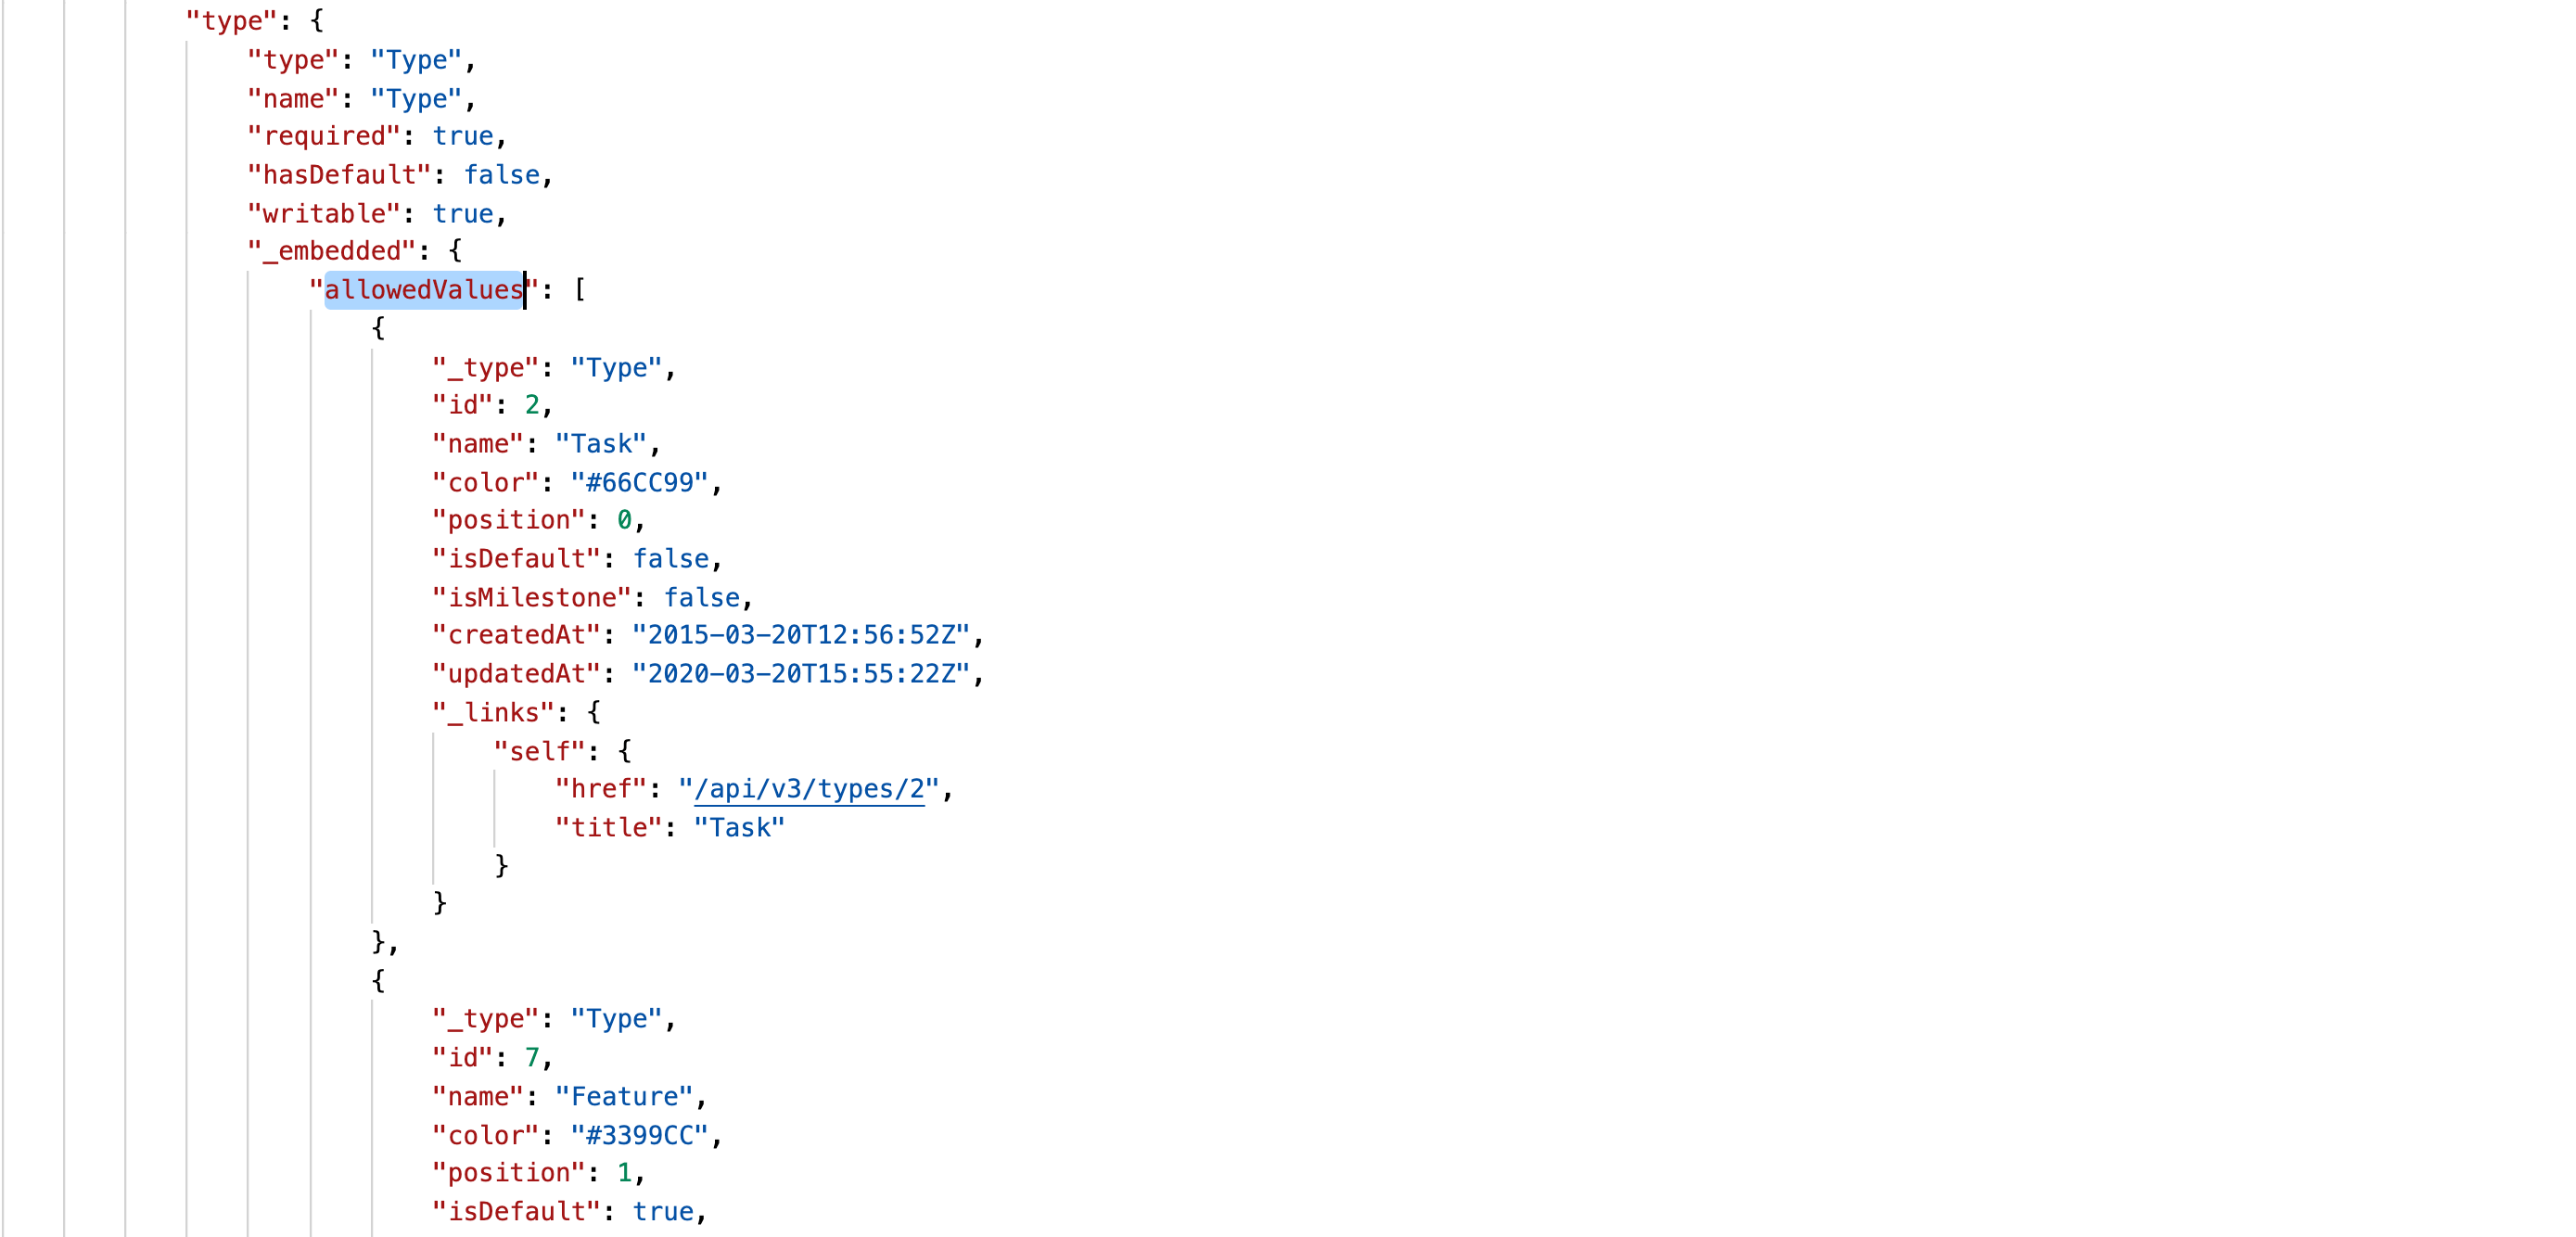 "type": {
"type": "Type",
"name": "Type",
"required": true,
"hasDefault": false,
"writable": true,
"_embedded": {
"allowedValues": [
{
"_type": "Type",
"id": 2,
"name": "Task",
"color": "#66CC99",
"position": 0,
"isDefault": false,
"isMilestone": false,
"createdAt": "2015-03-20T12:56:52Z",
"updatedAt": "2020-03-20T15:55:22Z",
"_links": {
"self": {
"href": "/api/v3/types/2",
"title": "Task"
}
}
},
{
"_type": "Type",
"id": 7,
"name": "Feature",
"color": "#3399CC",
"position": 1,
"isDefault": true,